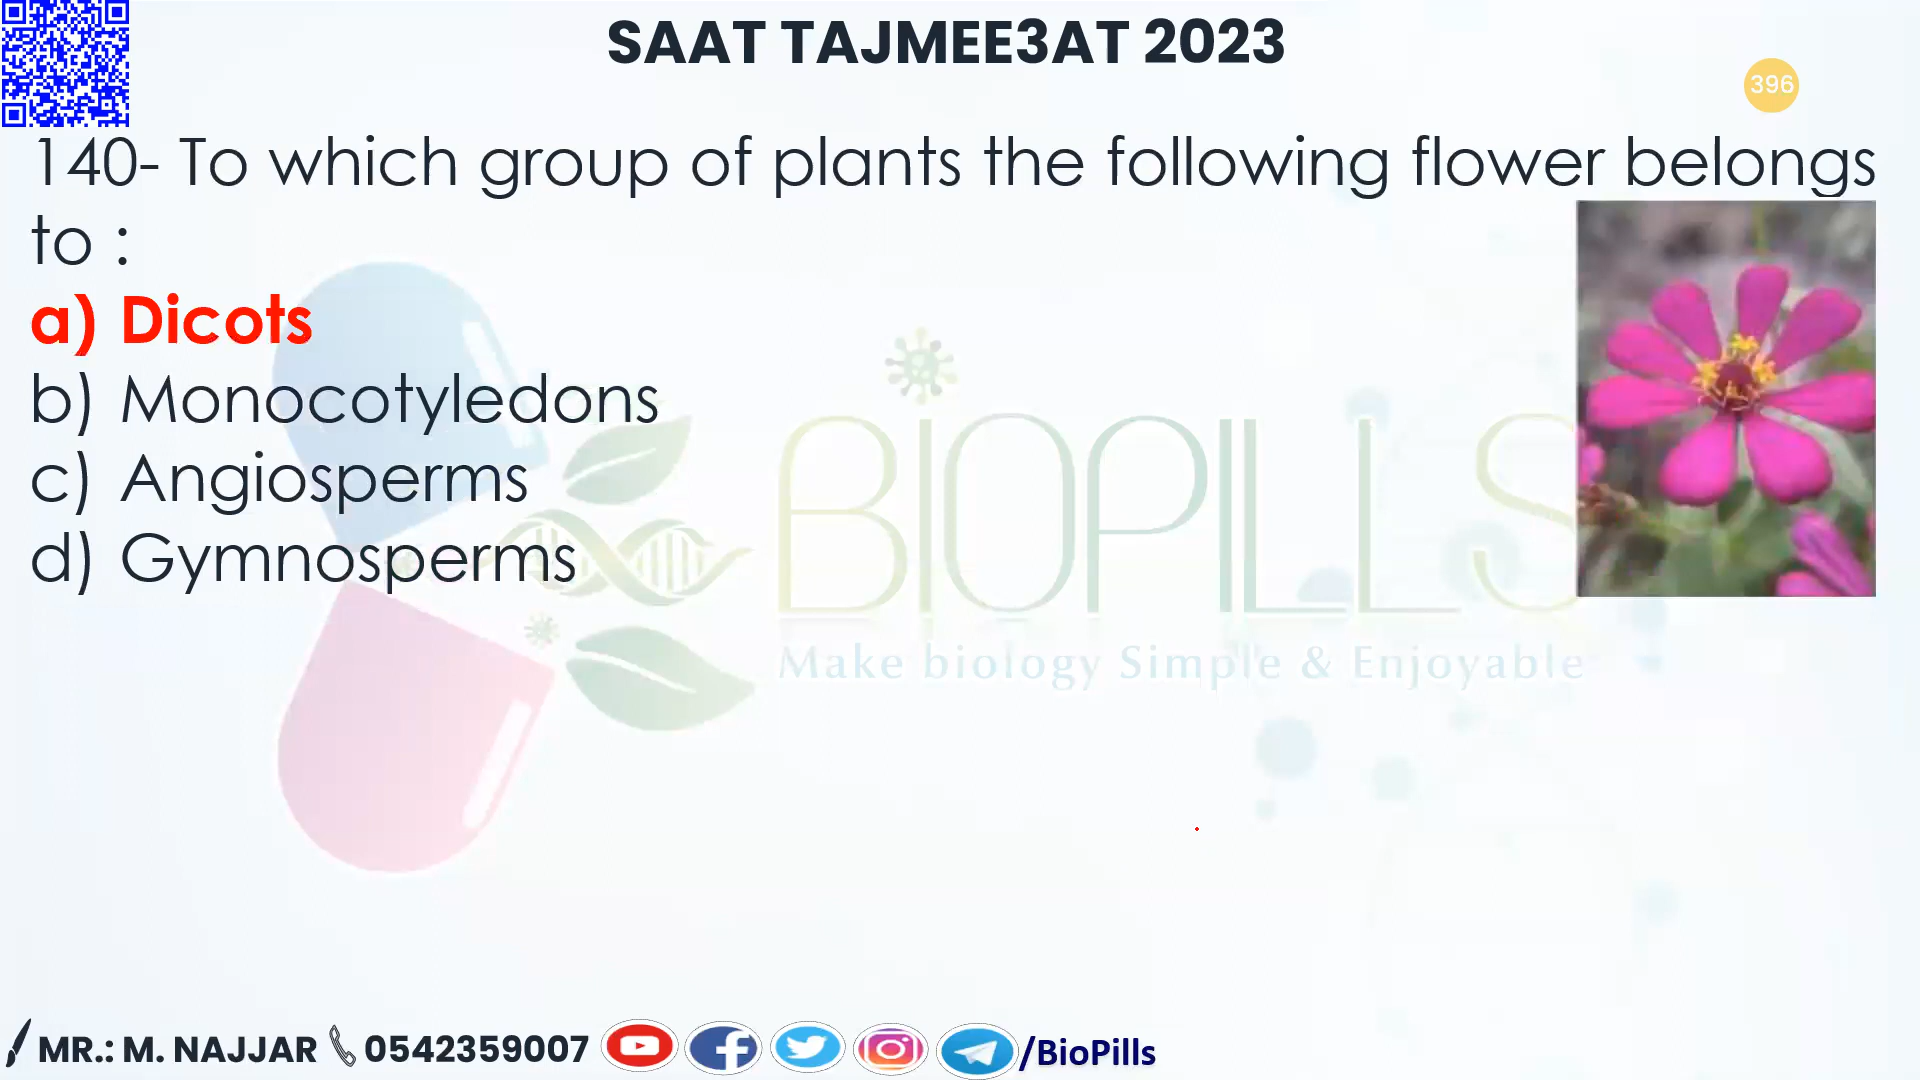 SAAT TAJMEE3AT 2023
396
140- To which group of plants the following flower belongs
to :
a) Dicots
b) Monocotyledons
c) Angiosperms
d) Gymnosperms
BIOPILLS
Make biology Simple & Enjoyable
MR.: M. NAJJAR 0542359007 /BioPills